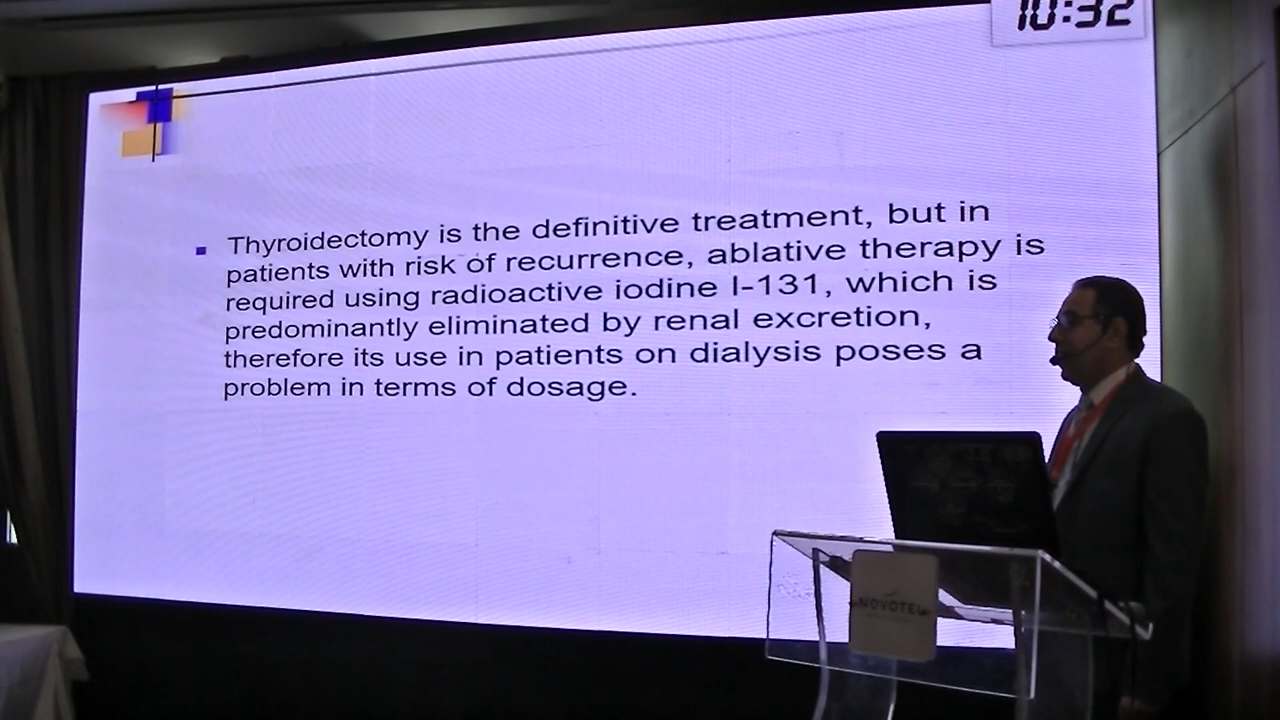 10:32
Thyroidectomy is the definitive treatment, but in
patients with risk of recurrence, ablative therapy is
required using radioactive iodine I-131, which is
predominantly eliminated by renal excretion,
therefore its use in patients on dialysis poses a
problem in terms of dosage.
NOVOTEL